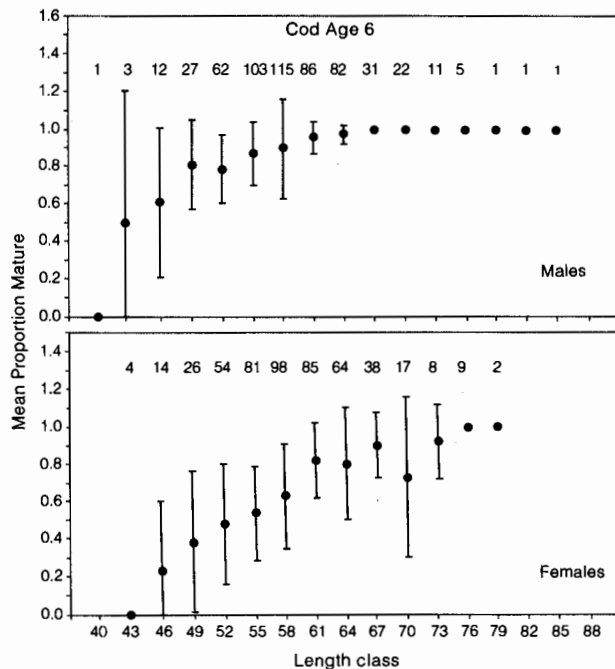 Cod Age 6
1 3 12 27 62 103 115 86 82 31 22 11 5 1 1 1
1.6
1.4
1.2
1.0
0.8
0.6
0.4
0.2
0.0
Males
Mean Proportion Mature
4 14 26 54 81 98 85 64 38 17 8 9 2
1.4
1.2
1.0
0.8
0.6
0.4
0.2
0.0
Females
40 43 46 49 52 55 58 61 64 67 70 73 76 79 82 85 88
Length class